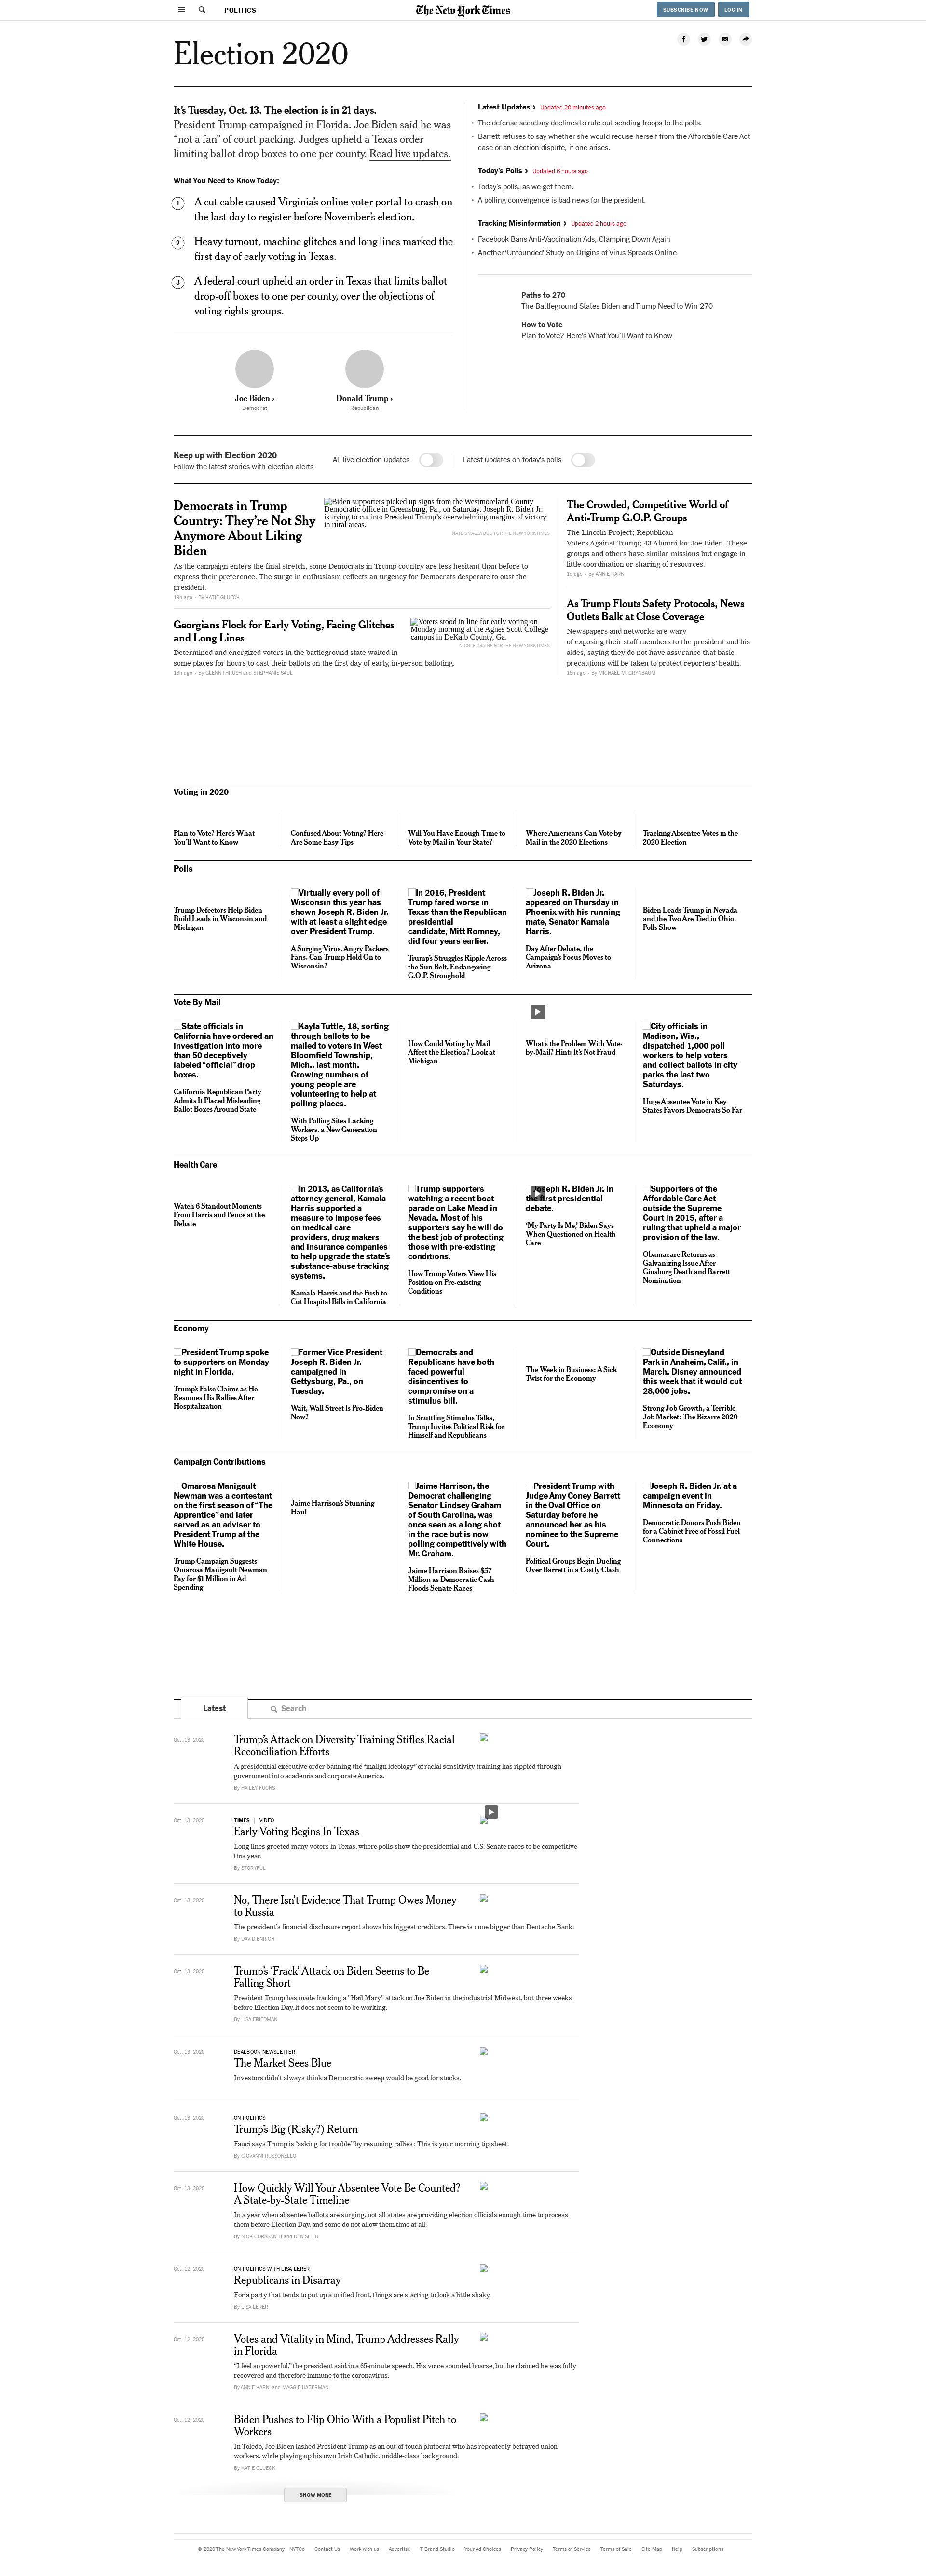 POLITICS
The New York Times
SUBSCRIBE NOW
LOG IN
Election 2020
It's Tuesday, Oct. 13. The election is in 21 days.
President Trump campaigned in Florida. Joe Biden said he was
“not a fan” of court packing. Judges upheld a Texas order
limiting ballot drop boxes to one per county. Read live updates.
What You Need to Know Today:
1
A cut cable caused Virginia's online voter portal to crash on
the last day to register before November's election.
2
Heavy turnout, machine glitches and long lines marked the
first day of early voting in Texas.
3
A federal court upheld an order in Texas that limits ballot
drop-off boxes to one per county, over the objections of
voting rights groups.
Joe Biden ›
Democrat
Donald Trump ›
Republican
Latest Updates › Updated 20 minutes ago
• The defense secretary declines to rule out sending troops to the polls.
• Barrett refuses to say whether she would recuse herself from the Affordable Care Act
case or an election dispute, if one arises.
Today's Polls › Updated 6 hours ago
• Today's polls, as we get them.
• A polling convergence is bad news for the president.
Tracking Misinformation › Updated 2 hours ago
• Facebook Bans Anti-Vaccination Ads, Clamping Down Again
• Another ‘Unfounded’ Study on Origins of Virus Spreads Online
Paths to 270
The Battleground States Biden and Trump Need to Win 270
How to Vote
Plan to Vote? Here's What You'll Want to Know
Keep up with Election 2020
Follow the latest stories with election alerts
All live election updates
Latest updates on today's polls
Democrats in Trump
Country: They're Not Shy
Anymore About Liking
Biden
Biden supporters picked up signs from the Westmoreland County
Democratic office in Greensburg, Pa., on Saturday. Joseph R. Biden Jr.
is trying to cut into President Trump's overwhelming margins of victory
in rural areas.
NATE SMALLWOOD FOR THE NEW YORK TIMES
As the campaign enters the final stretch, some Democrats in Trump country are less hesitant than before to
express their preference. The surge in enthusiasm reflects an urgency for Democrats desperate to oust the
president.
19h ago - By KATIE GLUECK
Georgians Flock for Early Voting, Facing Glitches
and Long Lines
Voters stood in line for early voting on
Monday morning at the Agnes Scott College
campus in DeKalb County, Ga.
NICOLE CRAINE FOR THE NEW YORK TIMES
Determined and energized voters in the battleground state waited in
some places for hours to cast their ballots on the first day of early, in-person balloting.
18h ago - By GLENN THRUSH and STEPHANIE SAUL
The Crowded, Competitive World of
Anti-Trump G.O.P. Groups
The Lincoln Project; Republican
Voters Against Trump; 43 Alumni for Joe Biden. These
groups and others have similar missions but engage in
little coordination or sharing of resources.
1d ago - By ANNIE KARNI
As Trump Flouts Safety Protocols, News
Outlets Balk at Close Coverage
Newspapers and networks are wary
of exposing their staff members to the president and his
aides, saying they do not have assurance that basic
precautions will be taken to protect reporters' health.
18h ago - By MICHAEL M. GRYNBAUM
Voting in 2020
Plan to Vote? Here's What
You'll Want to Know
Confused About Voting? Here
Are Some Easy Tips
Will You Have Enough Time to
Vote by Mail in Your State?
Where Americans Can Vote by
Mail in the 2020 Elections
Tracking Absentee Votes in the
2020 Election
Polls
Trump Defectors Help Biden
Build Leads in Wisconsin and
Michigan
Virtually every poll of
Wisconsin this year has
shown Joseph R. Biden Jr.
with at least a slight edge
over President Trump.
A Surging Virus. Angry Packers
Fans. Can Trump Hold On to
Wisconsin?
In 2016, President
Trump fared worse in
Texas than the Republican
presidential
candidate, Mitt Romney,
did four years earlier.
Trump's Struggles Ripple Across
the Sun Belt, Endangering
G.O.P. Stronghold
Joseph R. Biden Jr.
appeared on Thursday in
Phoenix with his running
mate, Senator Kamala
Harris.
Day After Debate, the
Campaign's Focus Moves to
Arizona
Biden Leads Trump in Nevada
and the Two Are Tied in Ohio,
Polls Show
Vote By Mail
State officials in
California have ordered an
investigation into more
than 50 deceptively
labeled “official” drop
boxes.
California Republican Party
Admits It Placed Misleading
Ballot Boxes Around State
Kayla Tuttle, 18, sorting
through ballots to be
mailed to voters in West
Bloomfield Township,
Mich., last month.
Growing numbers of
young people are
volunteering to help at
polling places.
With Polling Sites Lacking
Workers, a New Generation
Steps Up
How Could Voting by Mail
Affect the Election? Look at
Michigan
What's the Problem With Vote-
by-Mail? Hint: It's Not Fraud
City officials in
Madison, Wis.,
dispatched 1,000 poll
workers to help voters
and collect ballots in city
parks the last two
Saturdays.
Huge Absentee Vote in Key
States Favors Democrats So Far
Health Care
Watch 6 Standout Moments
From Harris and Pence at the
Debate
In 2013, as California's
attorney general, Kamala
Harris supported a
measure to impose fees
on medical care
providers, drug makers
and insurance companies
to help upgrade the state's
substance-abuse tracking
systems.
Kamala Harris and the Push to
Cut Hospital Bills in California
Trump supporters
watching a recent boat
parade on Lake Mead in
Nevada. Most of his
supporters say he will do
the best job of protecting
those with pre-existing
conditions.
How Trump Voters View His
Position on Pre-existing
Conditions
Joseph R. Biden Jr. in
the first presidential
debate.
‘My Party Is Me,’ Biden Says
When Questioned on Health
Care
Supporters of the
Affordable Care Act
outside the Supreme
Court in 2015, after a
ruling that upheld a major
provision of the law.
Obamacare Returns as
Galvanizing Issue After
Ginsburg Death and Barrett
Nomination
Economy
President Trump spoke
to supporters on Monday
night in Florida.
Trump's False Claims as He
Resumes His Rallies After
Hospitalization
Former Vice President
Joseph R. Biden Jr.
campaigned in
Gettysburg, Pa., on
Tuesday.
Wait, Wall Street Is Pro-Biden
Now?
Democrats and
Republicans have both
faced powerful
disincentives to
compromise on a
stimulus bill.
In Scuttling Stimulus Talks,
Trump Invites Political Risk for
Himself and Republicans
The Week in Business: A Sick
Twist for the Economy
Outside Disneyland
Park in Anaheim, Calif., in
March. Disney announced
this week that it would cut
28,000 jobs.
Strong Job Growth, a Terrible
Job Market: The Bizarre 2020
Economy
Campaign Contributions
Omarosa Manigault
Newman was a contestant
on the first season of “The
Apprentice” and later
served as an adviser to
President Trump at the
White House.
Trump Campaign Suggests
Omarosa Manigault Newman
Pay for $1 Million in Ad
Spending
Jaime Harrison's Stunning
Haul
Jaime Harrison, the
Democrat challenging
Senator Lindsey Graham
of South Carolina, was
once seen as a long shot
in the race but is now
polling competitively with
Mr. Graham.
Jaime Harrison Raises $57
Million as Democratic Cash
Floods Senate Races
President Trump with
Judge Amy Coney Barrett
in the Oval Office on
Saturday before he
announced her as his
nominee to the Supreme
Court.
Political Groups Begin Dueling
Over Barrett in a Costly Clash
Joseph R. Biden Jr. at a
campaign event in
Minnesota on Friday.
Democratic Donors Push Biden
for a Cabinet Free of Fossil Fuel
Connections
Latest
Search
Oct. 13, 2020
Trump's Attack on Diversity Training Stifles Racial
Reconciliation Efforts
A presidential executive order banning the “malign ideology” of racial sensitivity training has rippled through
government into academia and corporate America.
By HAILEY FUCHS
Oct. 13, 2020
TIMES | VIDEO
Early Voting Begins In Texas
Long lines greeted many voters in Texas, where polls show the presidential and U.S. Senate races to be competitive
this year.
By STORYFUL
Oct. 13, 2020
No, There Isn't Evidence That Trump Owes Money
to Russia
The president's financial disclosure report shows his biggest creditors. There is none bigger than Deutsche Bank.
By DAVID ENRICH
Oct. 13, 2020
Trump's ‘Frack’ Attack on Biden Seems to Be
Falling Short
President Trump has made fracking a "Hail Mary" attack on Joe Biden in the industrial Midwest, but three weeks
before Election Day, it does not seem to be working.
By LISA FRIEDMAN
Oct. 13, 2020
DEALBOOK NEWSLETTER
The Market Sees Blue
Investors didn't always think a Democratic sweep would be good for stocks.
Oct. 13, 2020
ON POLITICS
Trump's Big (Risky?) Return
Fauci says Trump is “asking for trouble” by resuming rallies: This is your morning tip sheet.
By GIOVANNI RUSSONELLO
Oct. 13, 2020
How Quickly Will Your Absentee Vote Be Counted?
A State-by-State Timeline
In a year when absentee ballots are surging, not all states are providing election officials enough time to process
them before Election Day, and some do not allow them time at all.
By NICK CORASANITI and DENISE LU
Oct. 12, 2020
ON POLITICS WITH LISA LERER
Republicans in Disarray
For a party that tends to put up a unified front, things are starting to look a little shaky.
By LISA LERER
Oct. 12, 2020
Votes and Vitality in Mind, Trump Addresses Rally
in Florida
“I feel so powerful,” the president said in a 65-minute speech. His voice sounded hoarse, but he claimed he was fully
recovered and therefore immune to the coronavirus.
By ANNIE KARNI and MAGGIE HABERMAN
Oct. 12, 2020
Biden Pushes to Flip Ohio With a Populist Pitch to
Workers
In Toledo, Joe Biden lashed President Trump as an out-of-touch plutocrat who has repeatedly betrayed union
workers, while playing up his own Irish Catholic, middle-class background.
By KATIE GLUECK
SHOW MORE
© 2020 The New York Times Company NYTCo Contact Us Work with us Advertise T Brand Studio Your Ad Choices Privacy Policy Terms of Service Terms of Sale Site Map Help Subscriptions